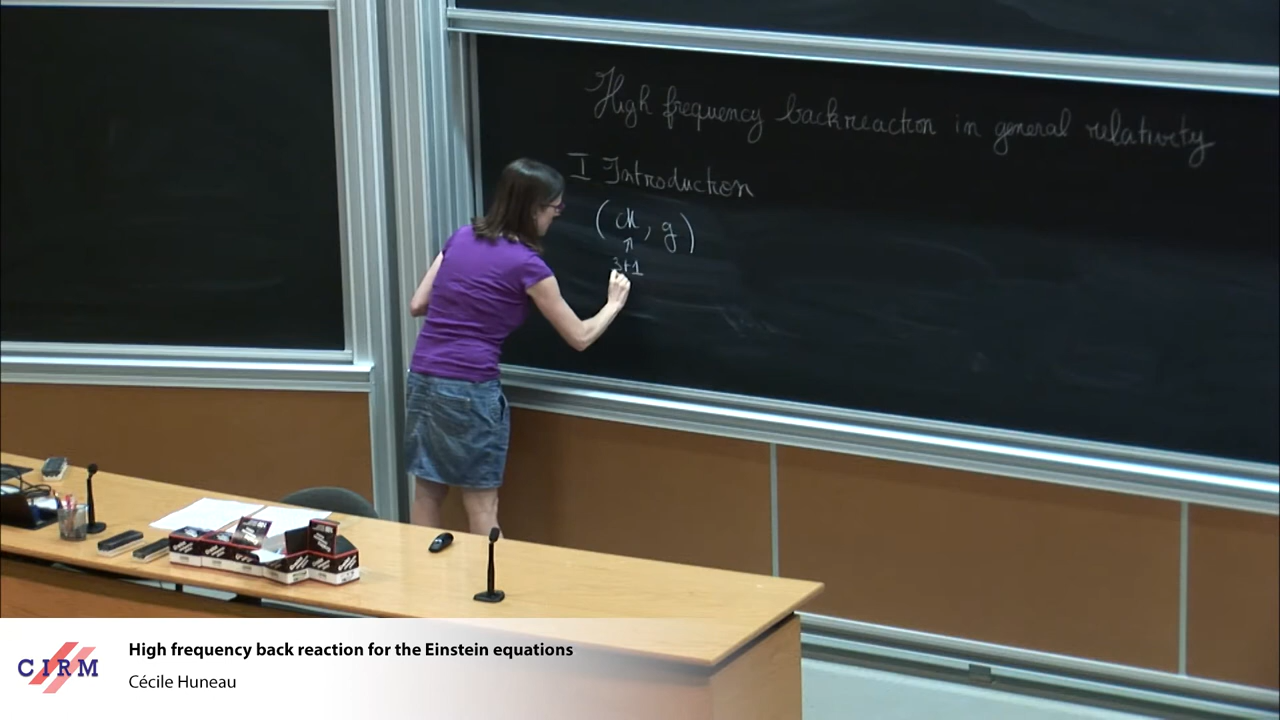 High frequency backreaction in general relativity
I Introduction
(M, g)
↑
3+1
CIRM
High frequency back reaction for the Einstein equations
Cécile Huneau